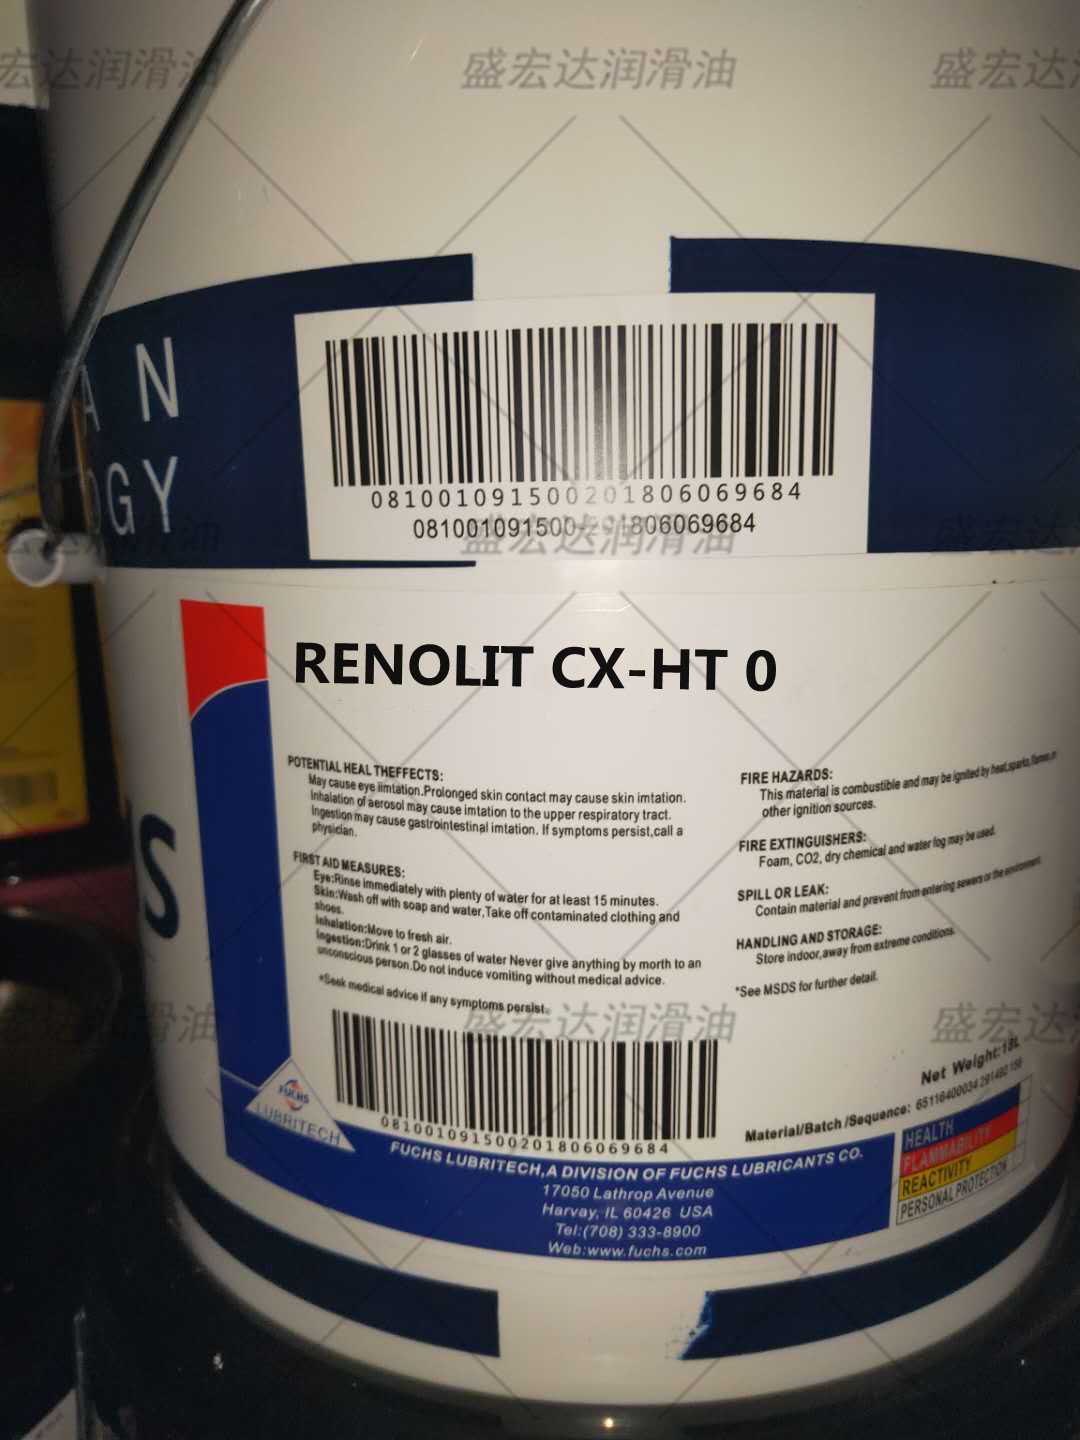 盛宏达润滑油
盛宏达润滑油
盛宏达
A N
OGY
081001091500201806069684
盛宏达润滑油
RENOLIT CX-HT 0
POTENTIAL HEAL THEFFECTS:
May cause eye iimtation.Prolonged skin contact may cause skin imtation.
Inhalation of aerosol may cause imtation to the upper respiratory tract.
Ingestion may cause gastrointestinal imtation. If symptoms persist,call a
physician.
FIRST AID MEASURES:
Eye:Rinse immediately with plenty of water for at least 15 minutes.
Skin:Wash off with soap and water,Take off contaminated clothing and
shoes.
Inhalation:Move to fresh air.
Ingestion:Drink 1 or 2 glasses of water Never give anything by morth to an
unconscious person.Do not induce vomiting without medical advice.
*Seek medical advice if any symptoms persist.
FIRE HAZARDS:
This material is combustible and may be ignited by heat,sparks,flames,or
other ignition sources.
FIRE EXTINGUISHERS:
Foam, CO2, dry chemical and water fog may be used.
SPILL OR LEAK:
Contain material and prevent from entering sewers or the environment.
HANDLING AND STORAGE:
Store indoor,away from extreme conditions.
*See MSDS for further detail.
S
盛宏达润滑油
Net Weight:18L
Material/Batch /Sequence:
081001091500201806069684
FUCHS
LUBRITECH
FUCHS LUBRITECH,A DIVISION OF FUCHS LUBRICANTS CO.
17050 Lathrop Avenue
Harvay, IL 60426 USA
Tel:(708) 333-8900
Web:www.fuchs.com
HEALTH
FLAMMABILITY
REACTIVITY
PERSONAL PROTECTION